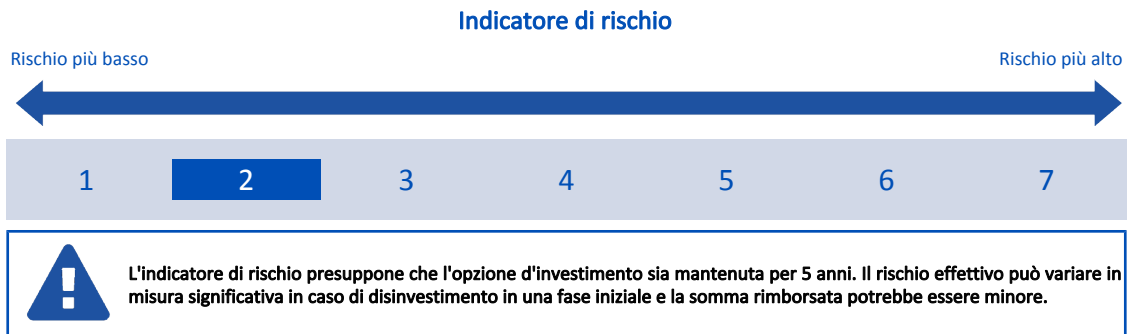 Indicatore di rischio
Rischio più basso Rischio più alto
1 2 3 4 5 6 7
L'indicatore di rischio presuppone che l'opzione d'investimento sia mantenuta per 5 anni. Il rischio effettivo può variare in
misura significativa in caso di disinvestimento in una fase iniziale e la somma rimborsata potrebbe essere minore.